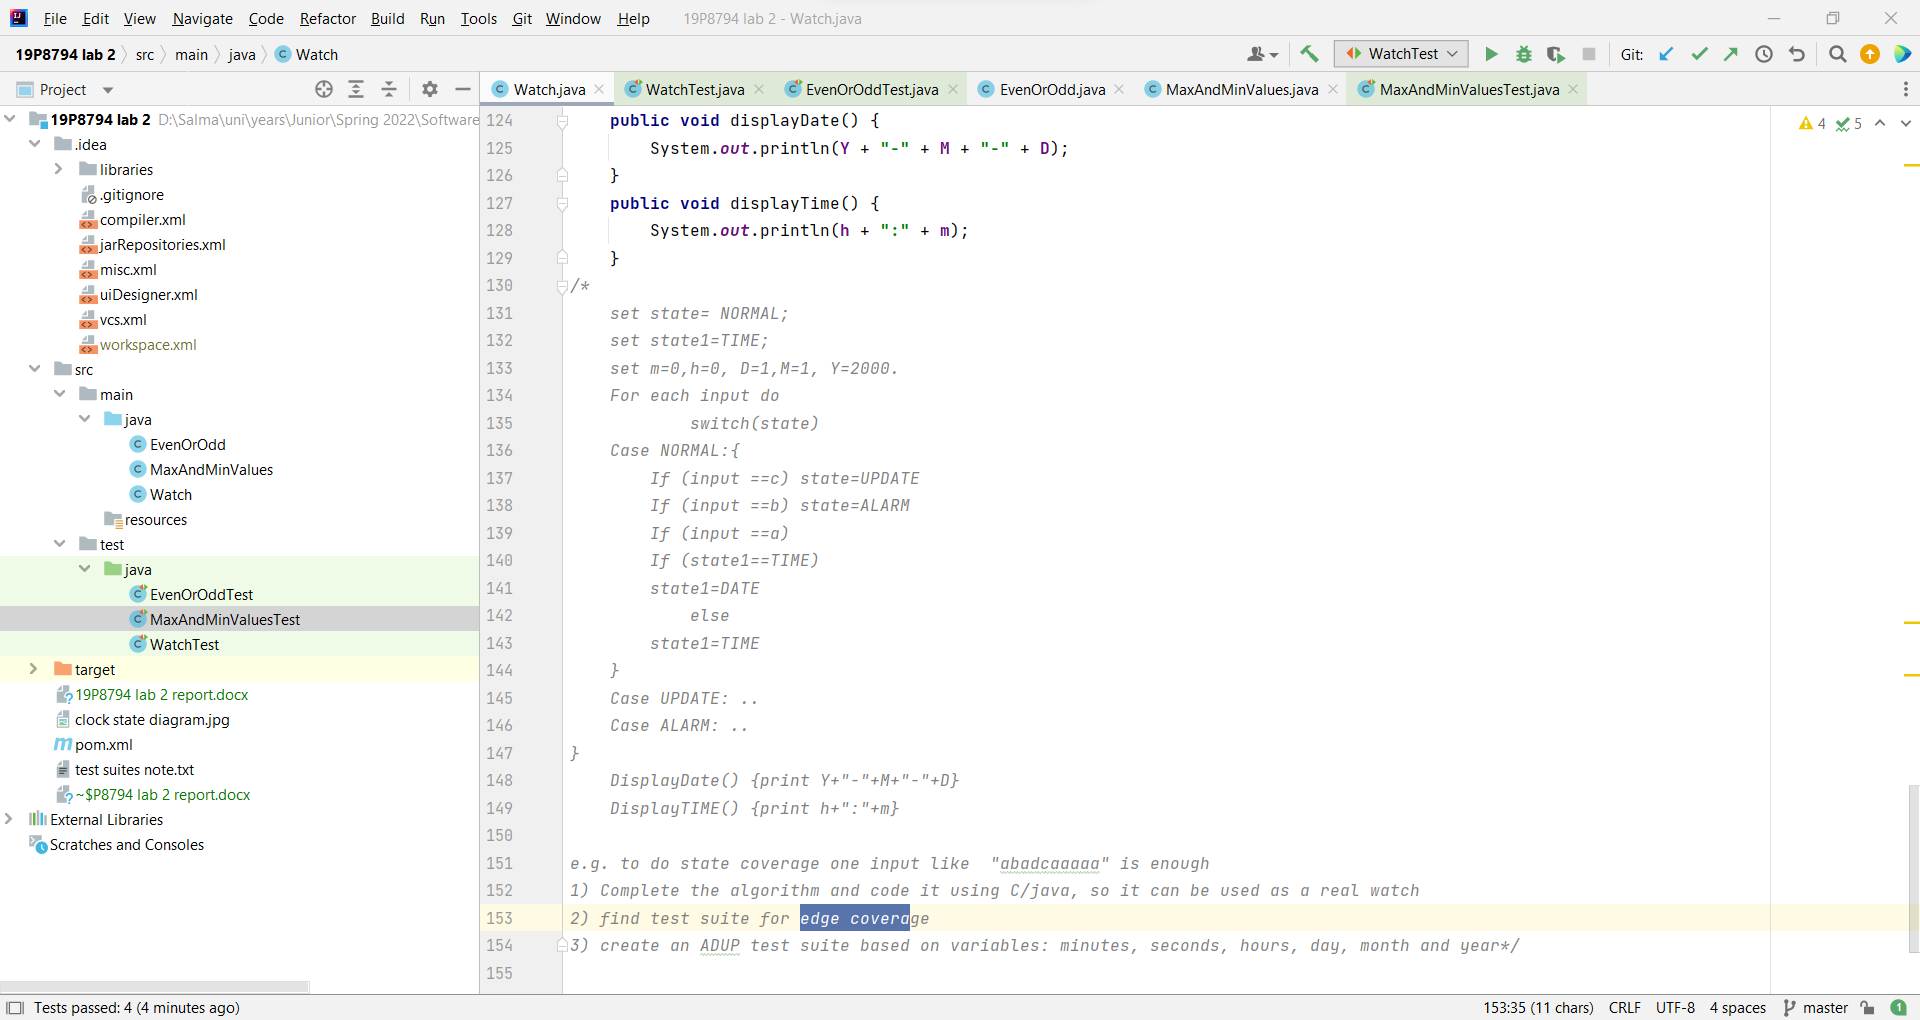 File Edit View Navigate Code Refactor Build Run Tools Git Window Help 19P8794 lab 2 - Watch.java
19P8794 lab 2 src main java Watch WatchTest Git:
Project
Watch.java WatchTest.java EvenOrOddTest.java EvenOrOdd.java MaxAndMinValues.java MaxAndMinValuesTest.java
19P8794 lab 2 D:\Salma\uni\years\Junior\Spring 2022\Software
.idea
libraries
.gitignore
compiler.xml
jarRepositories.xml
misc.xml
uiDesigner.xml
vcs.xml
workspace.xml
src
main
java
EvenOrOdd
MaxAndMinValues
Watch
resources
test
java
EvenOrOddTest
MaxAndMinValuesTest
WatchTest
target
19P8794 lab 2 report.docx
clock state diagram.jpg
pom.xml
test suites note.txt
~$P8794 lab 2 report.docx
External Libraries
Scratches and Consoles
4 5
124 public void displayDate() {
125 System.out.println(Y + "-" + M + "-" + D);
126 }
127 public void displayTime() {
128 System.out.println(h + ":" + m);
129 }
130 /*
131 set state= NORMAL;
132 set state1=TIME;
133 set m=0,h=0, D=1,M=1, Y=2000.
134 For each input do
135 switch(state)
136 Case NORMAL:{
137 If (input ==c) state=UPDATE
138 If (input ==b) state=ALARM
139 If (input ==a)
140 If (state1==TIME)
141 state1=DATE
142 else
143 state1=TIME
144 }
145 Case UPDATE: ..
146 Case ALARM: ..
147 }
148 DisplayDate() {print Y+"-"+M+"-"+D}
149 DisplayTIME() {print h+":"+m}
150
151 e.g. to do state coverage one input like "abadcaaaaa" is enough
152 1) Complete the algorithm and code it using C/java, so it can be used as a real watch
153 2) find test suite for edge coverage
154 3) create an ADUP test suite based on variables: minutes, seconds, hours, day, month and year*/
155
Tests passed: 4 (4 minutes ago) 153:35 (11 chars) CRLF UTF-8 4 spaces master 1